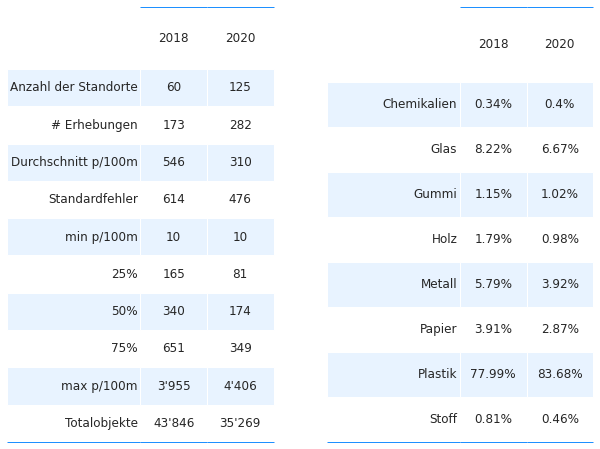 2018 2020
Anzahl der Standorte 60 125
# Erhebungen 173 282
Durchschnitt p/100m 546 310
Standardfehler 614 476
min p/100m 10 10
25% 165 81
50% 340 174
75% 651 349
max p/100m 3'955 4'406
Totalobjekte 43'846 35'269
2018 2020
Chemikalien 0.34% 0.4%
Glas 8.22% 6.67%
Gummi 1.15% 1.02%
Holz 1.79% 0.98%
Metall 5.79% 3.92%
Papier 3.91% 2.87%
Plastik 77.99% 83.68%
Stoff 0.81% 0.46%